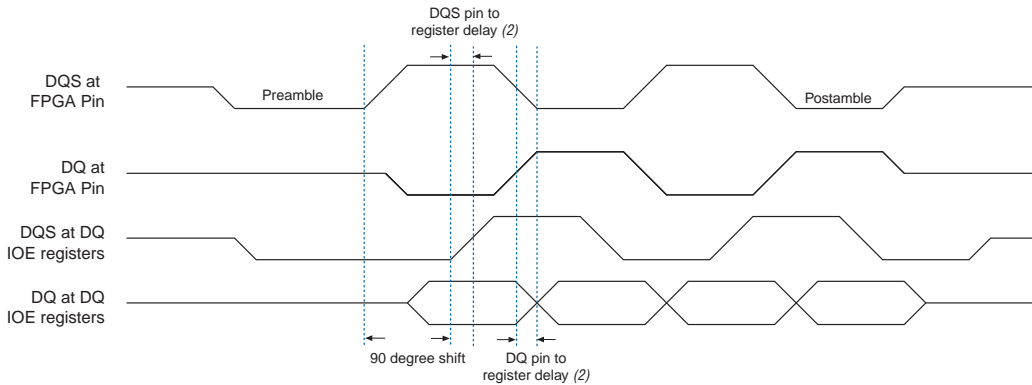 DQS pin to
register delay (2)
DQS at
FPGA Pin
Preamble
Postamble
DQ at
FPGA Pin
DQS at DQ
IOE registers
DQ at DQ
IOE registers
90 degree shift
DQ pin to
register delay (2)